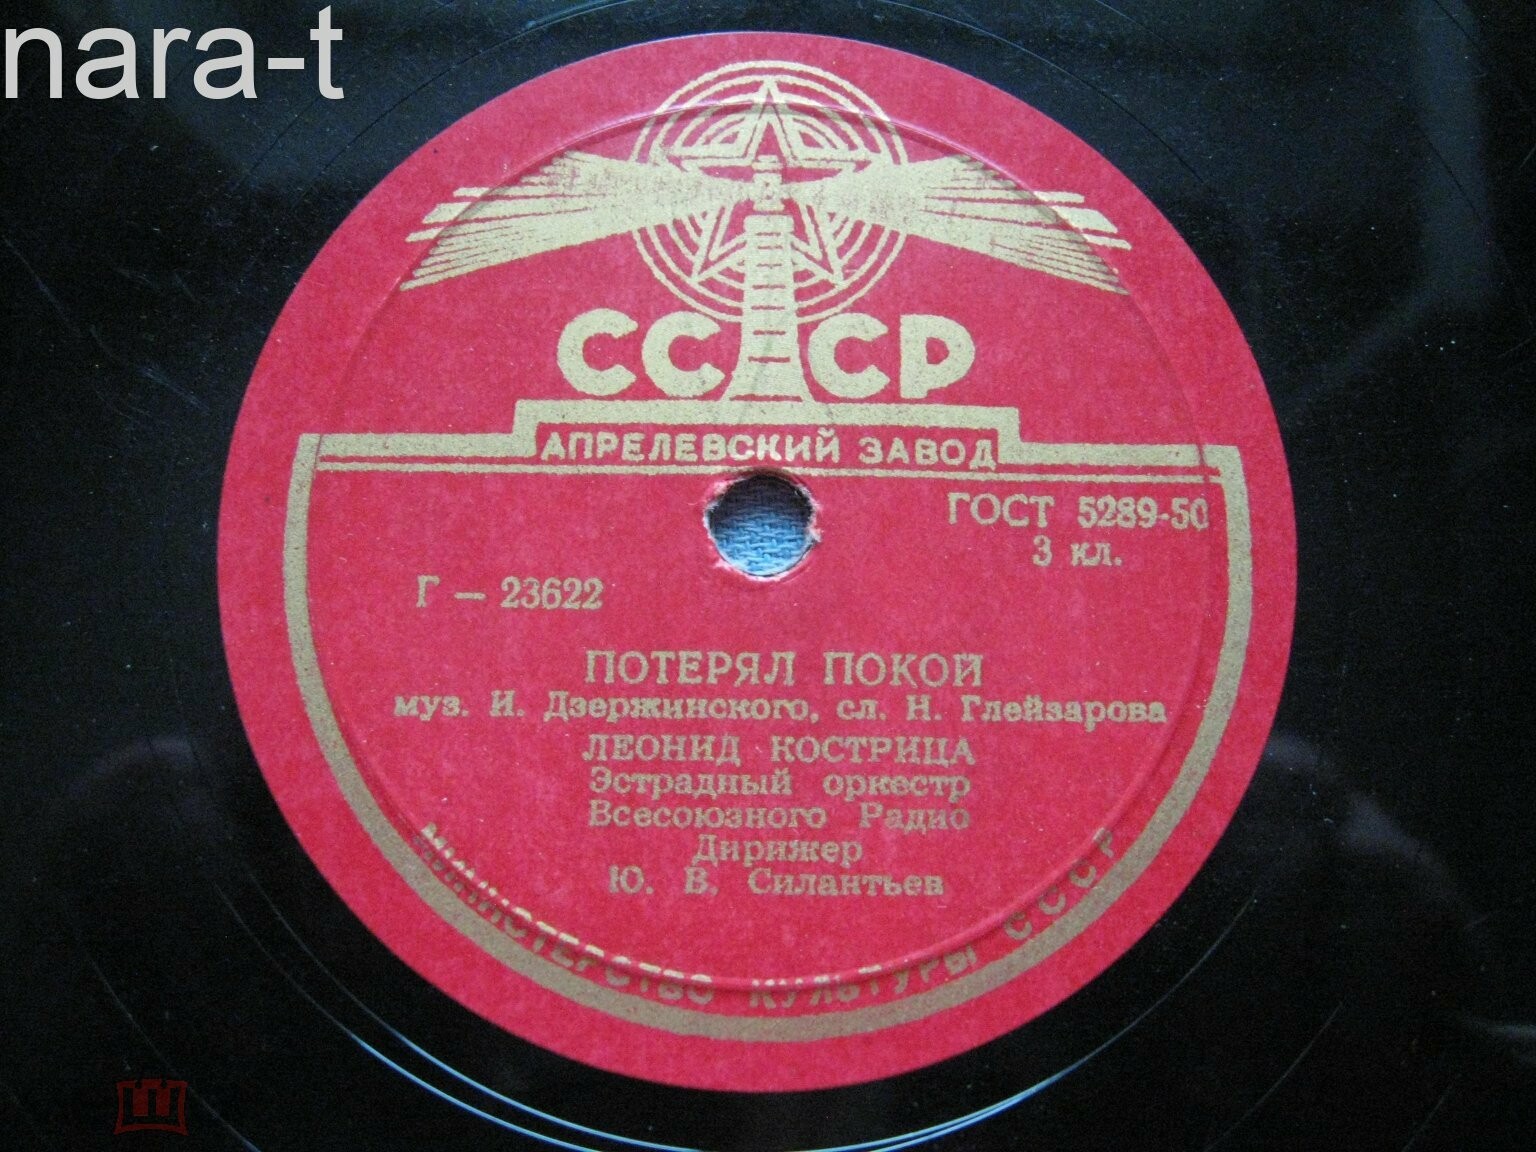 nara-t
СССР
АПРЕЛЕВСКИЙ ЗАВОД
ГОСТ 5289-50
3 кл.
Г — 23622
ПОТЕРЯЛ ПОКОЙ
муз. И. Дзержинского, сл. Н. Глейзарова
ЛЕОНИД КОСТРИЦА
Эстрадный оркестр
Всесоюзного Радио
Дирижер
Ю. В. Силантьев
МИНИСТЕРСТВО КУЛЬТУРЫ СССР